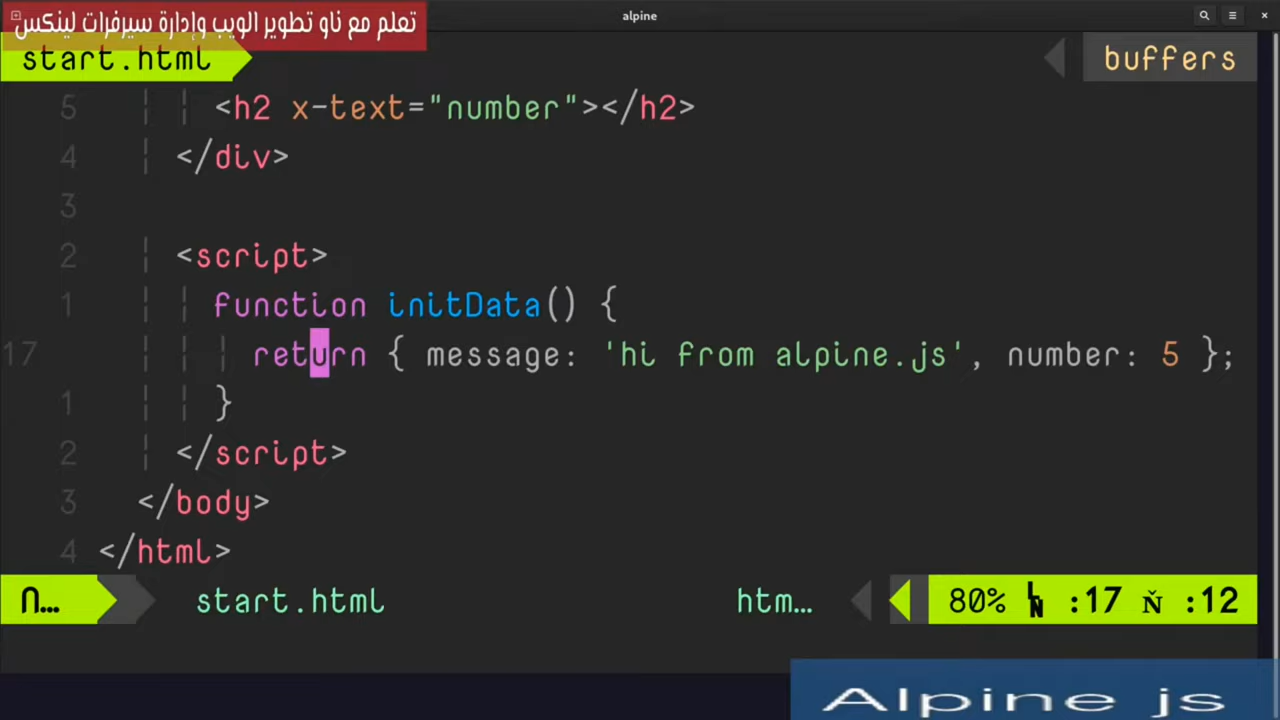 alpine
تعلم مع ناو تطوير الويب وإدارة سيرفرات لينكس
start.html
buffers
5 <h2 x-text="number"></h2>
4 </div>
3
2 <script>
1 function initData() {
17 return { message: 'hi from alpine.js', number: 5 };
1 }
2 </script>
3 </body>
4 </html>
N… start.html htm… 80% ㏑ :17 Ň :12
Alpine js